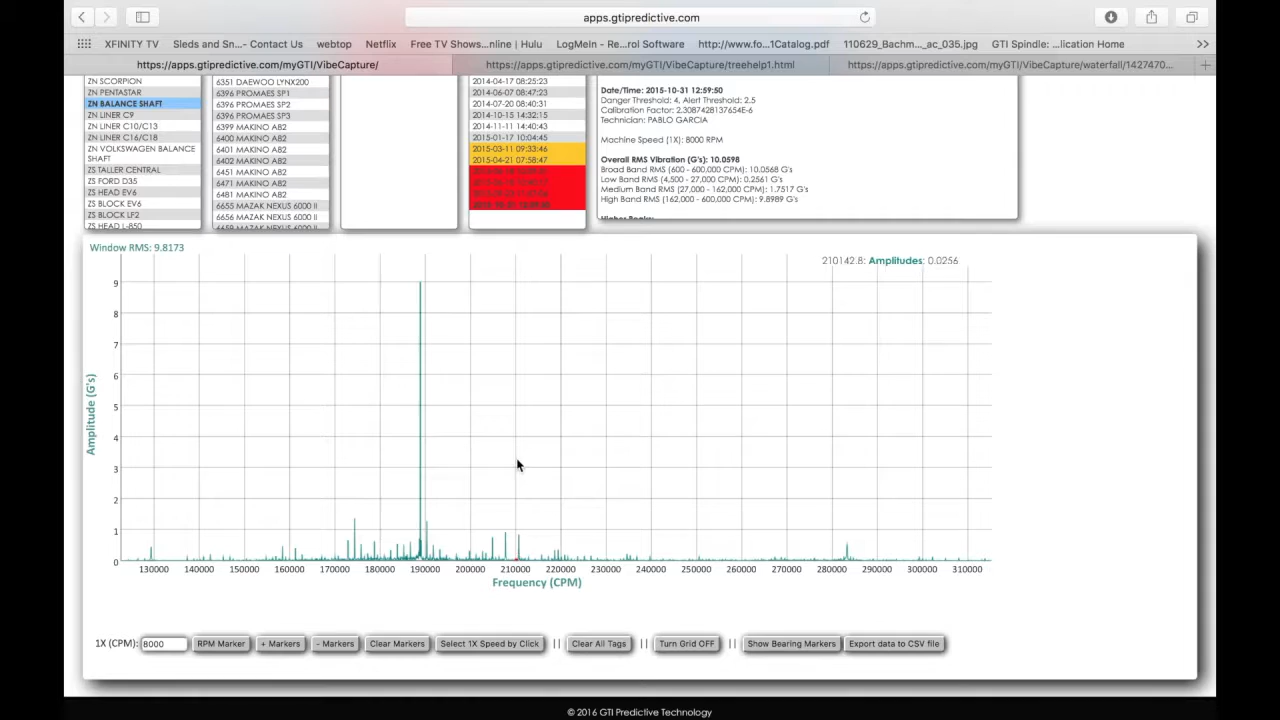 apps.gtipredictive.com
XFINITY TV Sleds and Sn...- Contact Us webtop Netflix Free TV Shows...nline | Hulu LogMeIn - Re...rol Software http://www.fo...1Catalog.pdf 110629_Bachm..._ac_035.jpg GTI Spindle: ...lication Home
https://apps.gtipredictive.com/myGTI/VibeCapture/ https://apps.gtipredictive.com/myGTI/VibeCapture/treehelp1.html https://apps.gtipredictive.com/myGTI/VibeCapture/waterfall/1427470...
ZN SCORPION
ZN PENTASTAR
ZN BALANCE SHAFT
ZN LINER C9
ZN LINER C10/C13
ZN LINER C16/C18
ZN VOLKSWAGEN BALANCE
SHAFT
ZS TALLER CENTRAL
ZS FORD D35
ZS HEAD EV6
ZS BLOCK EV6
ZS BLOCK LF2
ZS HEAD L-850
6351 DAEWOO LYNX200
6396 PROMAES SP1
6396 PROMAES SP2
6396 PROMAES SP3
6399 MAKINO A82
6400 MAKINO A82
6401 MAKINO A82
6402 MAKINO A82
6451 MAKINO A82
6471 MAKINO A82
6481 MAKINO A82
6655 MAZAK NEXUS 6000 II
6656 MAZAK NEXUS 6000 II
6659 MAZAK NEXUS 6000 II
2014-04-17 08:25:23
2014-06-07 08:47:23
2014-07-20 08:40:31
2014-10-15 14:32:15
2014-11-11 14:40:43
2015-01-17 10:04:45
2015-03-11 09:33:46
2015-04-21 07:58:47
2015-10-31 12:59:50
Date/Time: 2015-10-31 12:59:50
Danger Threshold: 4, Alert Threshold: 2.5
Calibration Factor: 2.3087428137654E-6
Technician: PABLO GARCIA
Machine Speed (1X): 8000 RPM
Overall RMS Vibration (G's): 10.0598
Broad Band RMS (600 - 600,000 CPM): 10.0568 G's
Low Band RMS (4,500 - 27,000 CPM): 0.2561 G's
Medium Band RMS (27,000 - 162,000 CPM): 1.7517 G's
High Band RMS (162,000 - 600,000 CPM): 9.8989 G's
Higher Peaks:
Window RMS: 9.8173
210142.8: Amplitudes: 0.0256
9
8
7
6
5
4
3
2
1
0
Amplitude (G's)
130000 140000 150000 160000 170000 180000 190000 200000 210000 220000 230000 240000 250000 260000 270000 280000 290000 300000 310000
Frequency (CPM)
1X (CPM): 8000 RPM Marker + Markers - Markers Clear Markers Select 1X Speed by Click || Clear All Tags || Turn Grid OFF || Show Bearing Markers Export data to CSV file
© 2016 GTI Predictive Technology